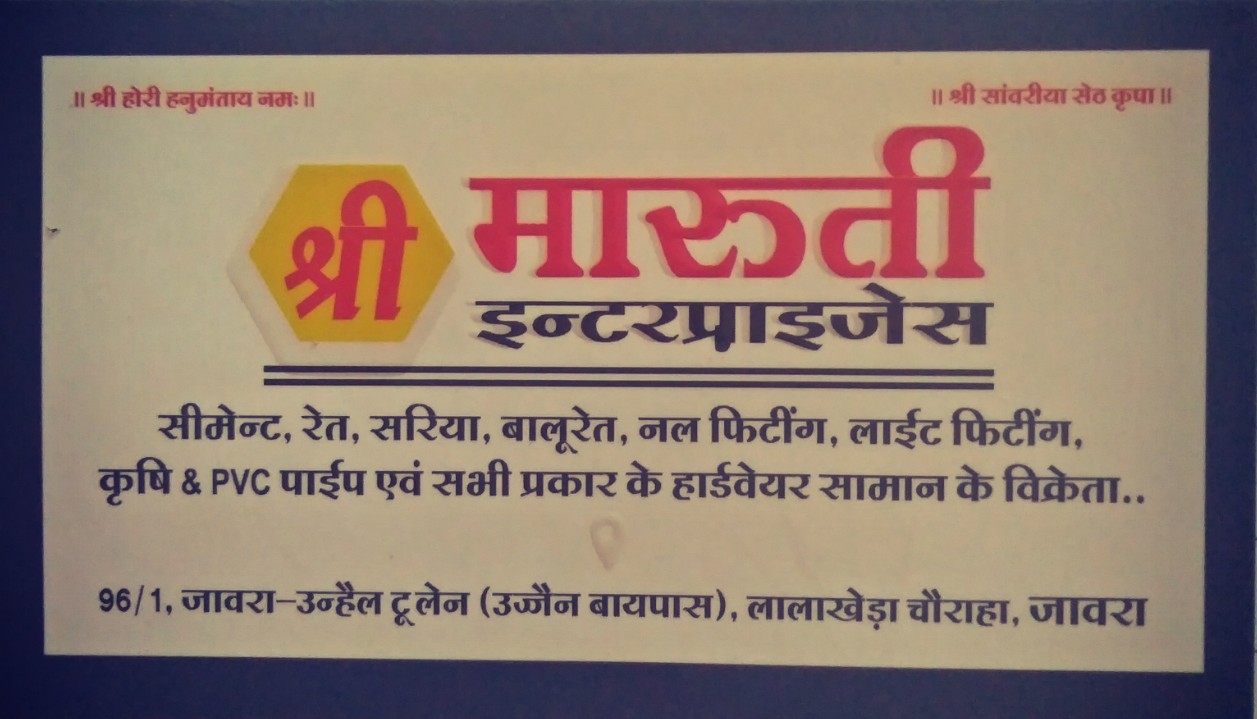 ॥ श्री होरी हनुमंताय नमः ॥
॥ श्री सांवरीया सेठ कृपा ॥
श्री मारुती
इन्टरप्राइजेस
सीमेन्ट, रेत, सरिया, बालूरेत, नल फिटींग, लाईट फिटींग,
कृषि & PVC पाईप एवं सभी प्रकार के हार्डवेयर सामान के विक्रेता..
96/1, जावरा-उन्हैल टू लेन (उज्जैन बायपास), लालाखेड़ा चौराहा, जावरा